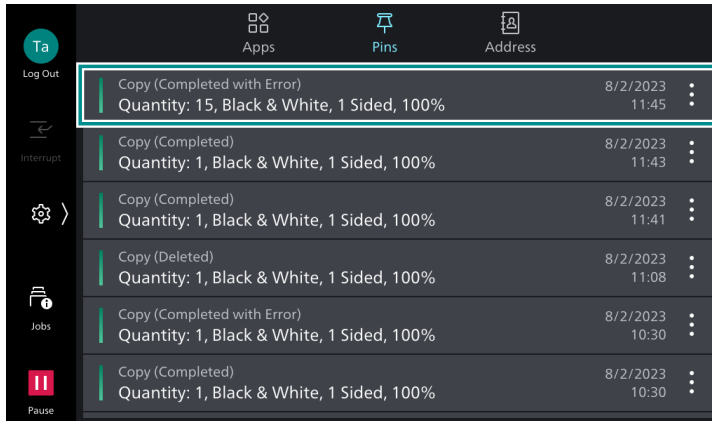 Apps
Pins
Address
Ta
Log Out
Interrupt
Jobs
Pause
Copy (Completed with Error)
8/2/2023
Quantity: 15, Black & White, 1 Sided, 100%
11:45
Copy (Completed)
8/2/2023
Quantity: 1, Black & White, 1 Sided, 100%
11:43
Copy (Completed)
8/2/2023
Quantity: 1, Black & White, 1 Sided, 100%
11:41
Copy (Deleted)
8/2/2023
Quantity: 1, Black & White, 1 Sided, 100%
11:08
Copy (Completed with Error)
8/2/2023
Quantity: 1, Black & White, 1 Sided, 100%
10:30
Copy (Completed)
8/2/2023
Quantity: 1, Black & White, 1 Sided, 100%
10:30